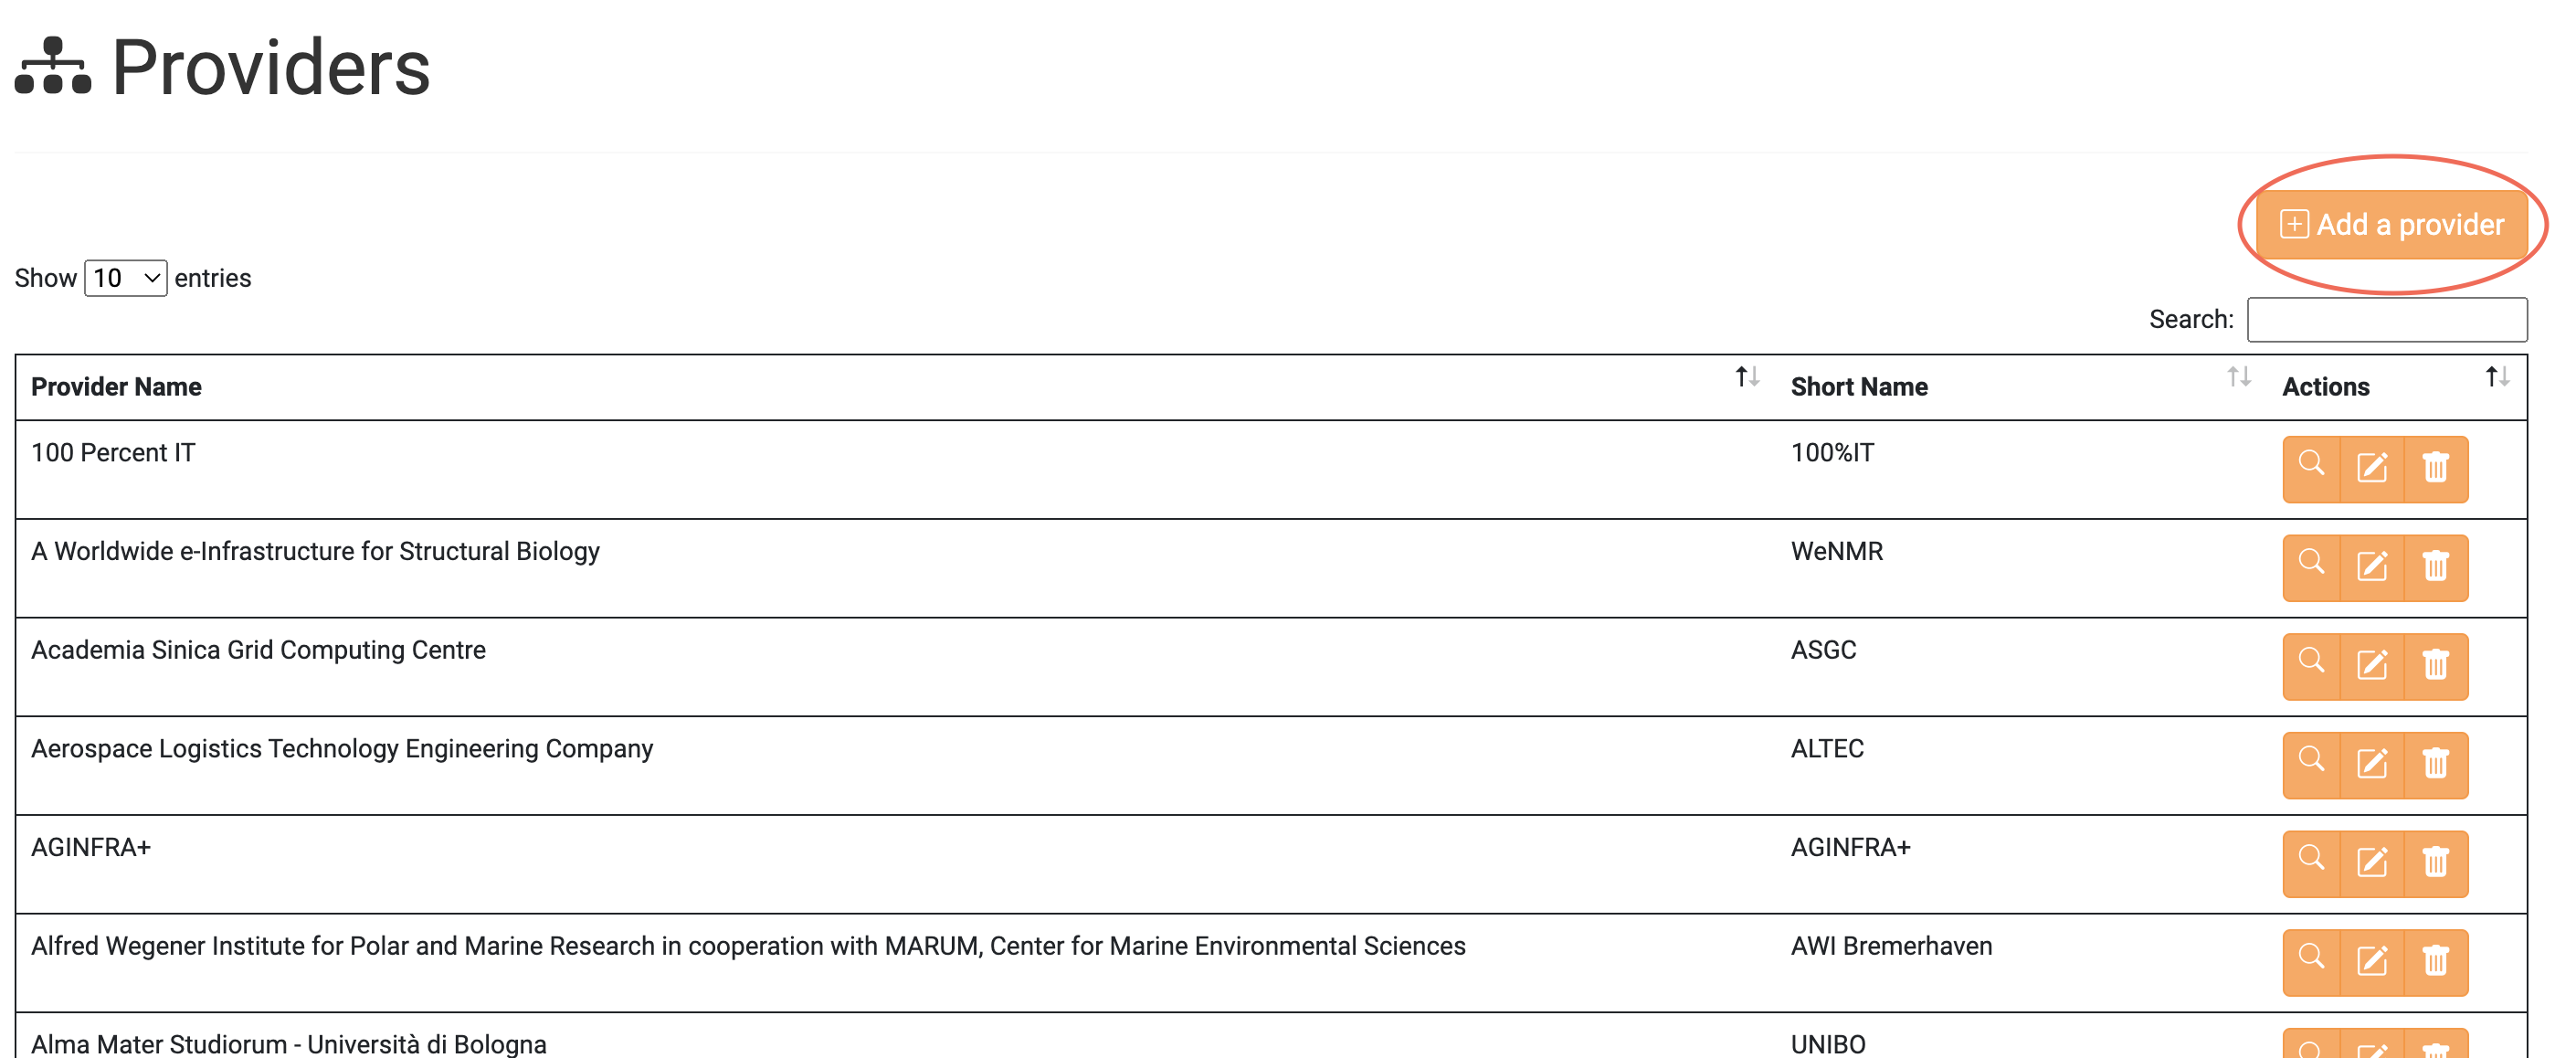 Providers
Add a provider
Show 10 entries
Search:
Provider Name Short Name Actions
100 Percent IT 100%IT
A Worldwide e-Infrastructure for Structural Biology WeNMR
Academia Sinica Grid Computing Centre ASGC
Aerospace Logistics Technology Engineering Company ALTEC
AGINFRA+ AGINFRA+
Alfred Wegener Institute for Polar and Marine Research in cooperation with MARUM, Center for Marine Environmental Sciences AWI Bremerhaven
Alma Mater Studiorum - Università di Bologna UNIBO